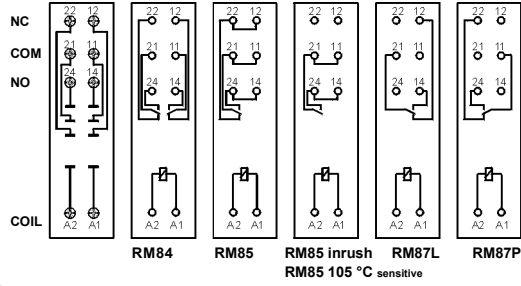 NC 22 12 22 12 22 12 22 12 22 12 22 12
COM 21 11 21 11 21 11 21 11 21 11 21 11
NO 24 14 24 14 24 14 24 14 24 14 24 14
COIL A2 A1 A2 A1 A2 A1 A2 A1 A2 A1 A2 A1
RM84 RM85 RM85 inrush RM87L RM87P
RM85 105 °C sensitive